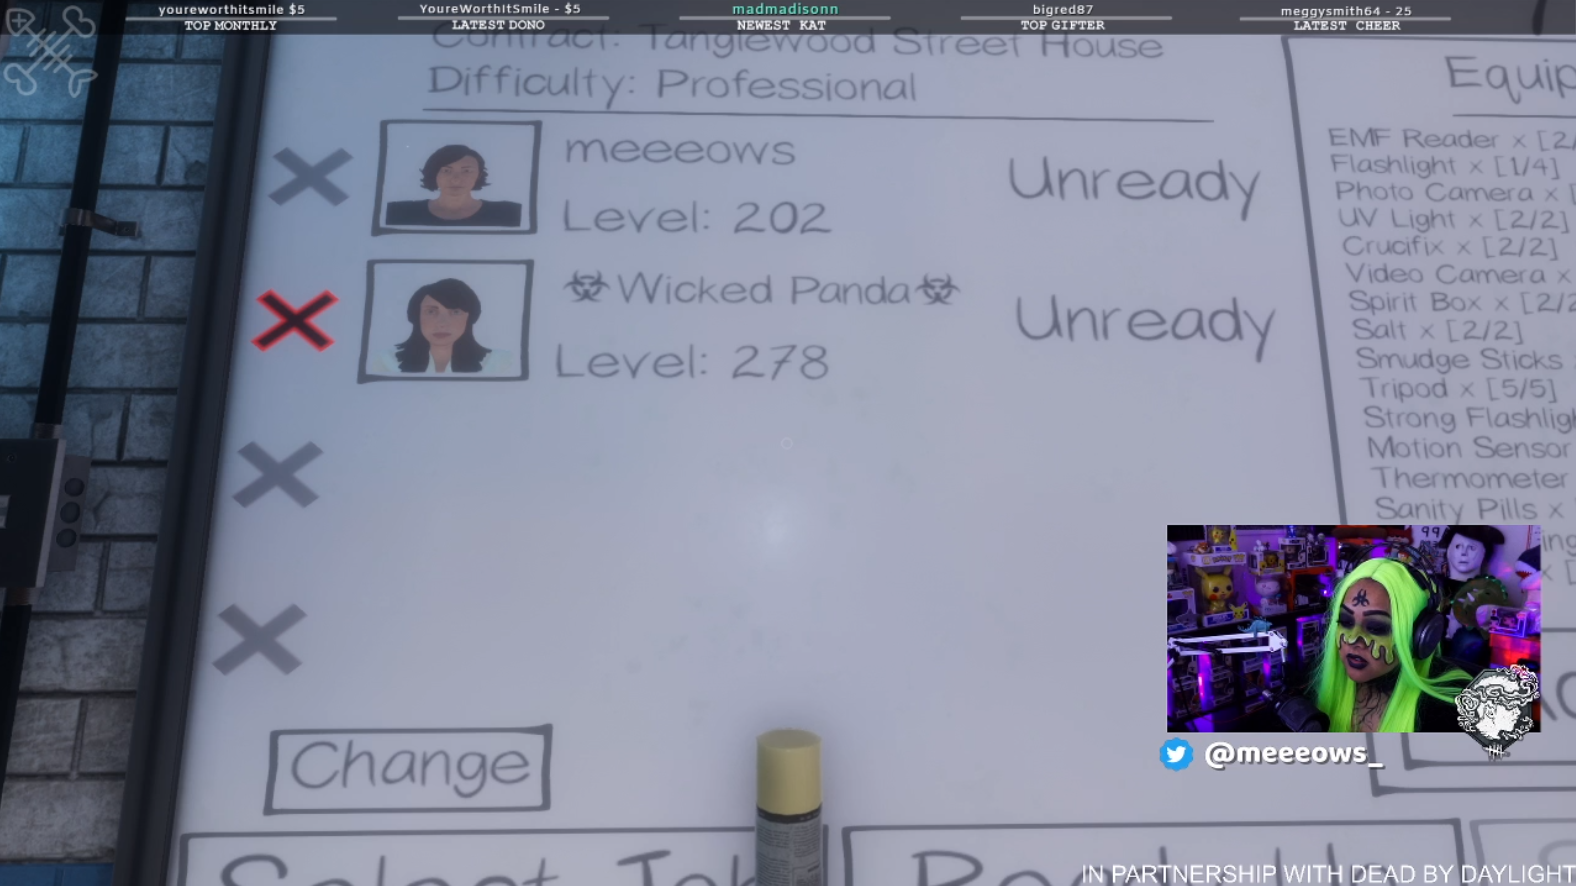 youreworthitsmile $5
TOP MONTHLY
YoureWorthItSmile - $5
LATEST DONO
madmadisonn
NEWEST KAT
bigred87
TOP GIFTER
meggysmith64 - 25
LATEST CHEER
Contract: Tanglewood Street House
Difficulty: Professional
meeeows
Level: 202
Unready
☣Wicked Panda☣
Level: 278
Unready
Change
Select Job
Equip
EMF Reader x [2/
Flashlight x [1/4]
Photo Camera x [
UV Light x [2/2]
Crucifix x [2/2]
Video Camera x
Spirit Box x [2/2
Salt x [2/2]
Smudge Sticks
Tripod x [5/5]
Strong Flashligh
Motion Sensor
Thermometer
Sanity Pills x
@meeeows_
IN PARTNERSHIP WITH DEAD BY DAYLIGHT